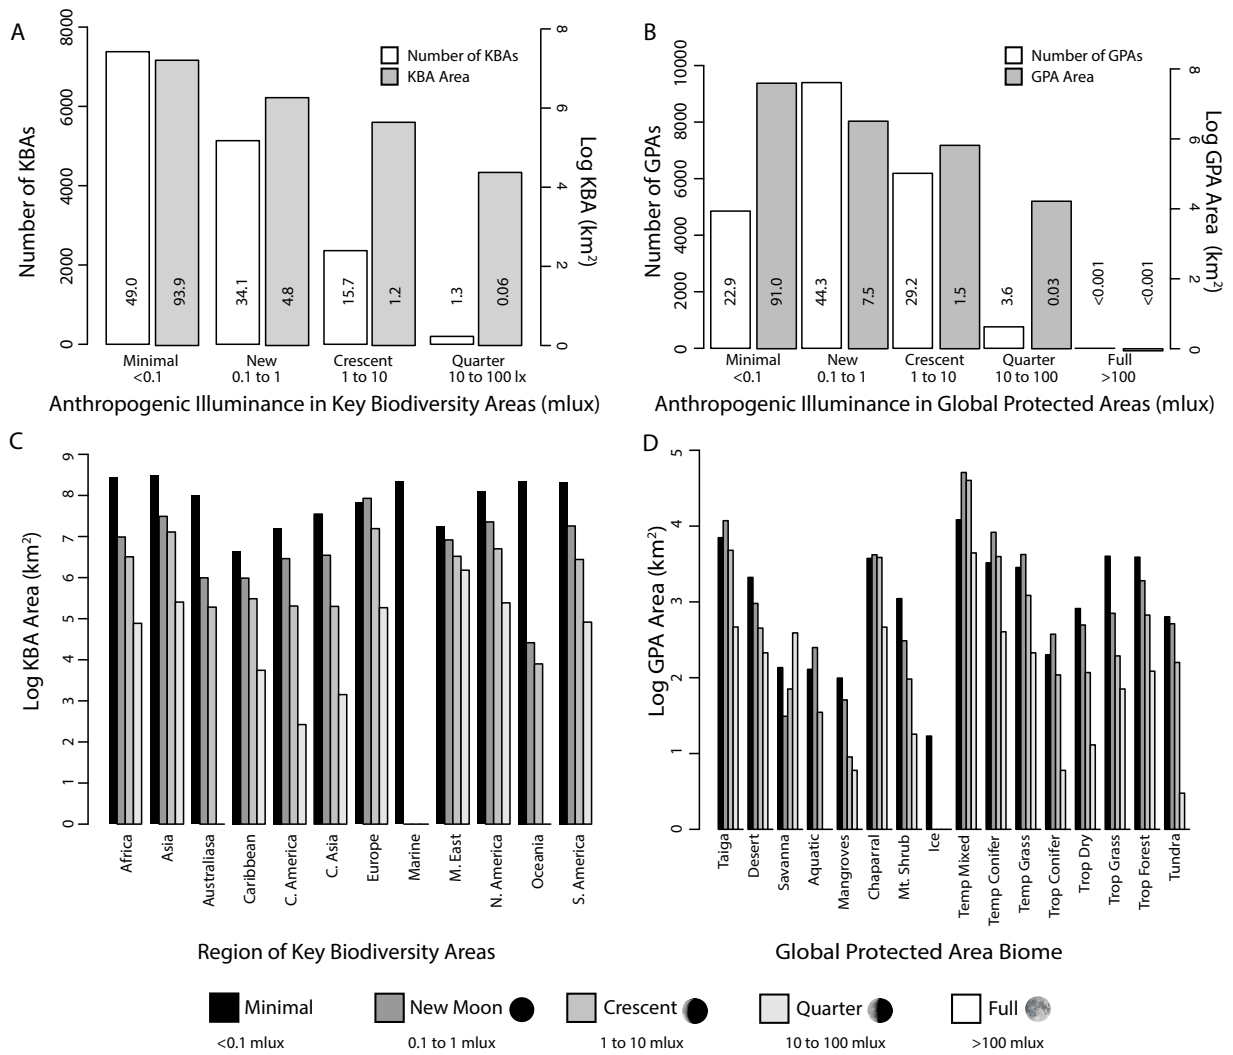 A
Number of KBAs
8000
6000
4000
2000
0
Number of KBAs
KBA Area
8
6
4
2
0
Log KBA (km²)
49.0
93.9
34.1
4.8
15.7
1.2
1.3
0.06
Minimal
New
Crescent
Quarter
<0.1
0.1 to 1
1 to 10
10 to 100 lx
Anthropogenic Illuminance in Key Biodiversity Areas (mlux)
B
Number of GPAs
10000
8000
6000
4000
2000
0
Number of GPAs
GPA Area
8
6
4
2
0
Log GPA Area (km²)
22.9
91.0
44.3
7.5
29.2
1.5
3.6
0.03
<0.001
<0.001
Minimal
New
Crescent
Quarter
Full
<0.1
0.1 to 1
1 to 10
10 to 100
>100
Anthropogenic Illuminance in Global Protected Areas (mlux)
C
Log KBA Area (km²)
9
8
7
6
5
4
3
2
1
0
Africa
Asia
Australiasa
Caribbean
C. America
C. Asia
Europe
Marine
M. East
N. America
Oceania
S. America
Region of Key Biodiversity Areas
D
Log GPA Area (km²)
5
4
3
2
1
0
Taiga
Desert
Savanna
Aquatic
Mangroves
Chaparral
Mt. Shrub
Ice
Temp Mixed
Temp Conifer
Temp Grass
Trop Conifer
Trop Dry
Trop Grass
Trop Forest
Tundra
Global Protected Area Biome
Minimal
New Moon
Crescent
Quarter
Full
<0.1 mlux
0.1 to 1 mlux
1 to 10 mlux
10 to 100 mlux
>100 mlux